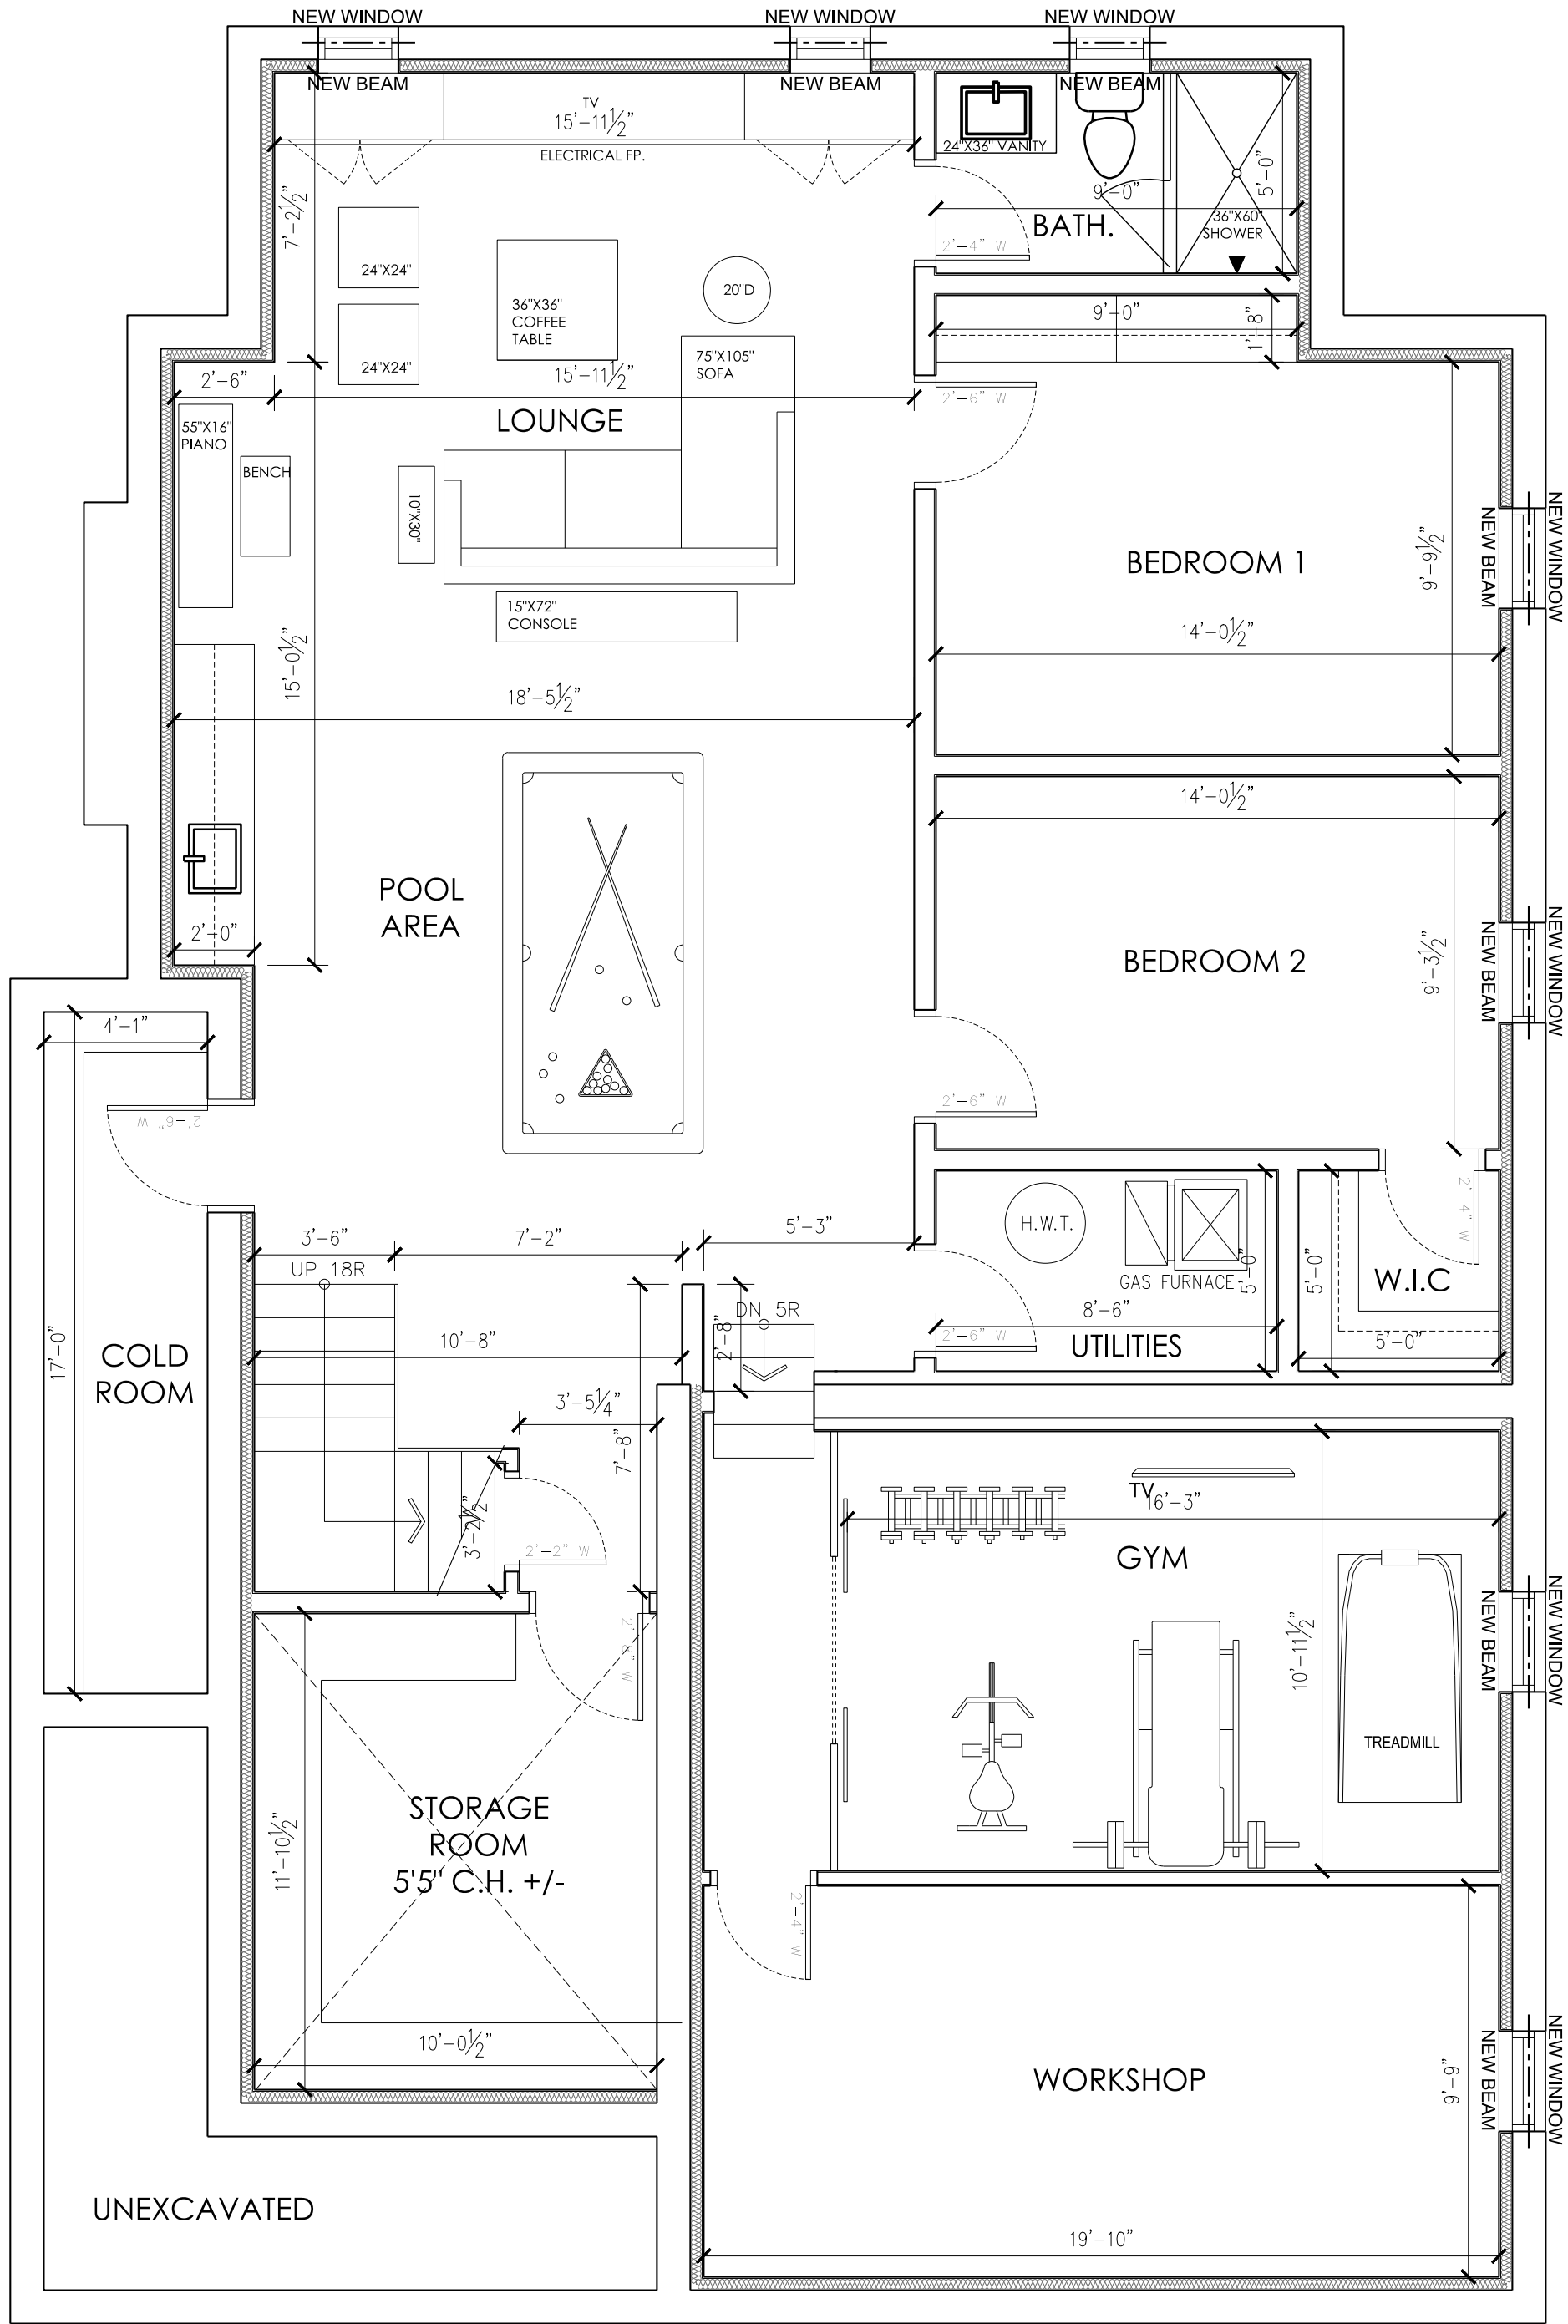 NEW WINDOW
NEW WINDOW
NEW WINDOW
NEW BEAM
NEW BEAM
NEW BEAM
TV
15'-11½"
ELECTRICAL FP.
24"X36" VANITY
7'-2½"
9'-0"
5'-0"
BATH.
36"X60"
SHOWER
2'-4" W
24"X24"
36"X36"
COFFEE
TABLE
20"D
9'-0"
1'-8"
24"X24"
75"X105"
SOFA
2'-6"
15'-11½"
2'-6" W
LOUNGE
55"X16"
PIANO
BENCH
10"X30"
15"X72"
CONSOLE
BEDROOM 1
9'-9½"
NEW BEAM
NEW WINDOW
14'-0½"
15'-0½"
18'-5½"
14'-0½"
POOL
AREA
2'-0"
BEDROOM 2
9'-3½"
NEW BEAM
NEW WINDOW
4'-1"
2'-6" W
2'-6" W
17'-0"
COLD
ROOM
3'-6"
7'-2"
5'-3"
UP 18R
H.W.T.
GAS FURNACE
5'-0"
5'-0"
2'-4" W
W.I.C
8'-6"
DN 5R
2'-8"
10'-8"
2'-6" W
UTILITIES
5'-0"
3'-5¼"
7'-8"
3'-2½"
2'-2" W
TV
16'-3"
GYM
10'-11½"
NEW BEAM
NEW WINDOW
2'-8" W
TREADMILL
STORAGE
ROOM
5'5" C.H. +/-
11'-10½"
10'-0½"
2'-4" W
WORKSHOP
9'-9"
NEW BEAM
NEW WINDOW
UNEXCAVATED
19'-10"